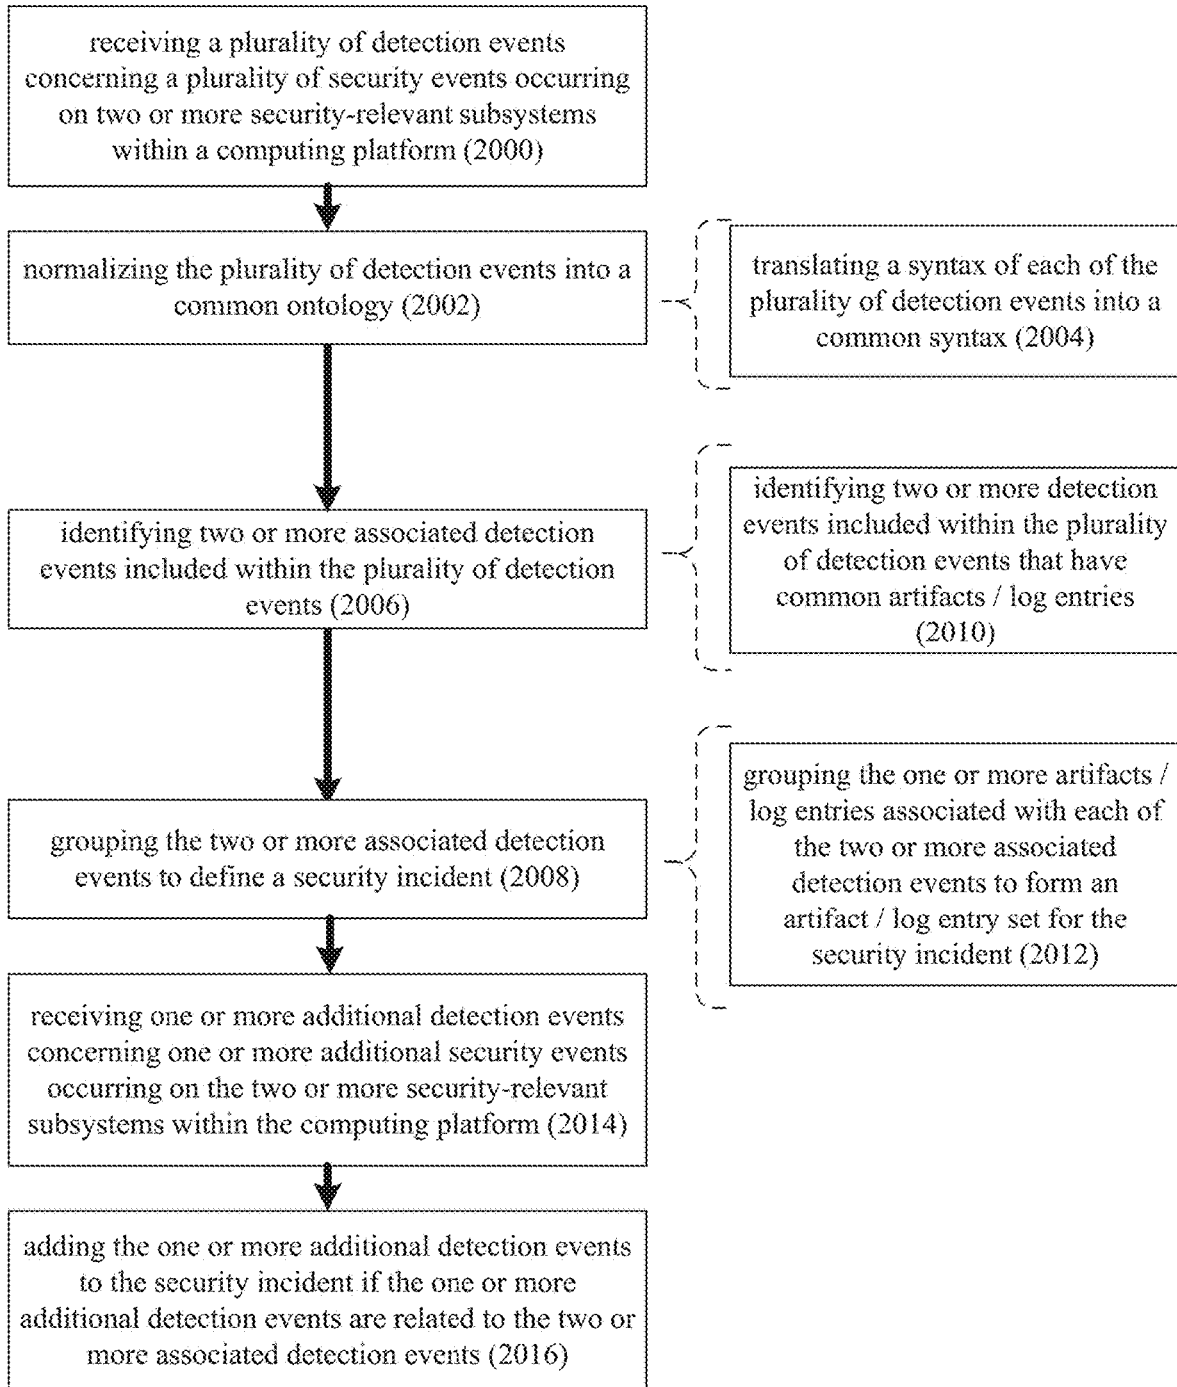 receiving a plurality of detection events
concerning a plurality of security events occurring
on two or more security-relevant subsystems
within a computing platform (2000)
normalizing the plurality of detection events into a
common ontology (2002)
translating a syntax of each of the
plurality of detection events into a
common syntax (2004)
identifying two or more associated detection
events included within the plurality of detection
events (2006)
identifying two or more detection
events included within the plurality
of detection events that have
common artifacts / log entries
(2010)
grouping the two or more associated detection
events to define a security incident (2008)
grouping the one or more artifacts /
log entries associated with each of
the two or more associated
detection events to form an
artifact / log entry set for the
security incident (2012)
receiving one or more additional detection events
concerning one or more additional security events
occurring on the two or more security-relevant
subsystems within the computing platform (2014)
adding the one or more additional detection events
to the security incident if the one or more
additional detection events are related to the two or
more associated detection events (2016)